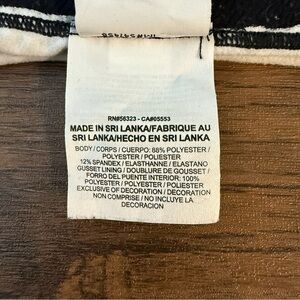 RN#56323 - CA#05553
MADE IN SRI LANKA/FABRIQUE AU
SRI LANKA/HECHO EN SRI LANKA
BODY / CORPS / CUERPO: 88% POLYESTER /
POLYESTER / POLIESTER
12% SPANDEX / ELASTHANNE / ELASTANO
GUSSET LINING / DOUBLURE DE GOUSSET /
FORRO DEL PUENTE INTERIOR: 100%
POLYESTER / POLYESTER / POLIESTER
EXCLUSIVE OF DECORATION / DECORATION
NON COMPRISE / NO INCLUYE LA
DECORACION